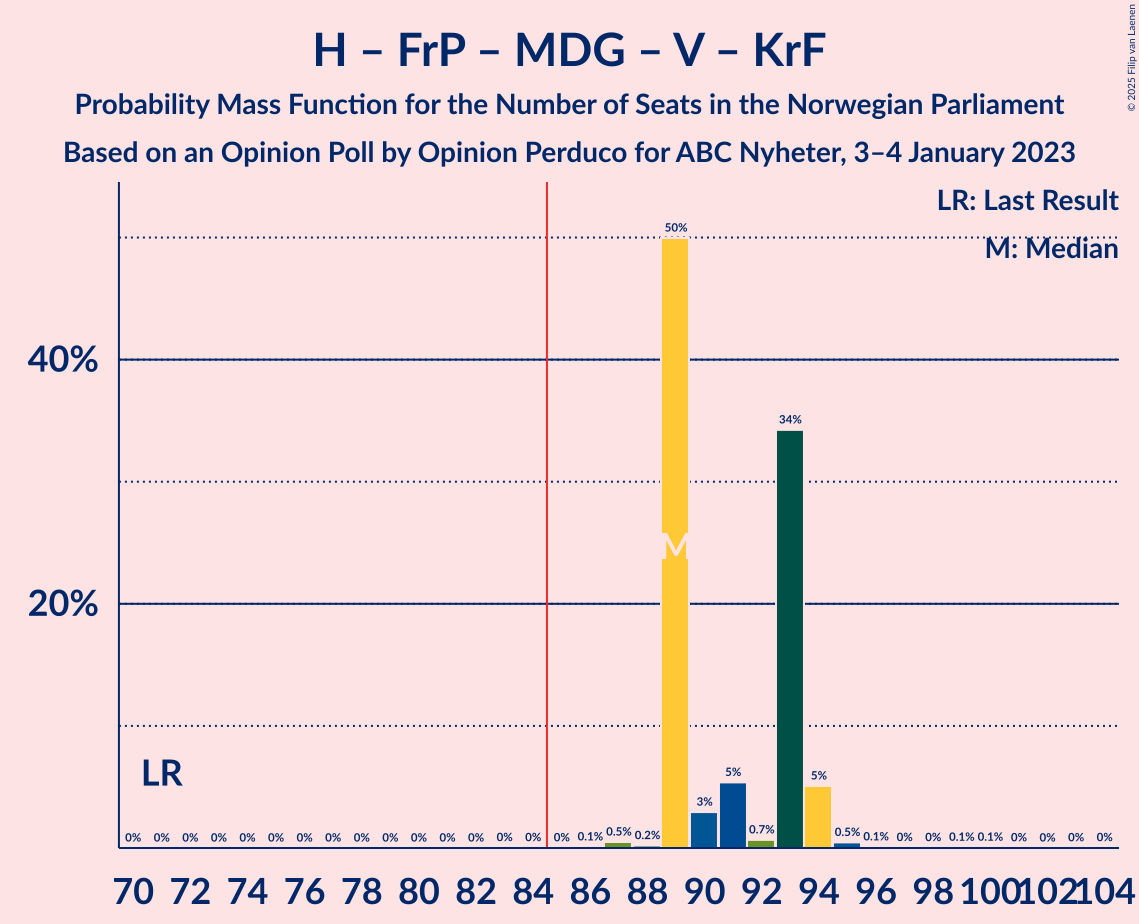 H – FrP – MDG – V – KrF
Probability Mass Function for the Number of Seats in the Norwegian Parliament
Based on an Opinion Poll by Opinion Perduco for ABC Nyheter, 3–4 January 2023
© 2025 Filip van Laenen
LR: Last Result
M: Median
50%
40%
34%
M
20%
LR
5%
5%
3%
0% 0% 0% 0% 0% 0% 0% 0% 0% 0% 0% 0% 0% 0% 0% 0% 0.1% 0.5% 0.2% 0.7% 0.5% 0.1% 0% 0% 0.1% 0.1% 0% 0% 0% 0%
70 72 74 76 78 80 82 84 86 88 90 92 94 96 98 100 102 104